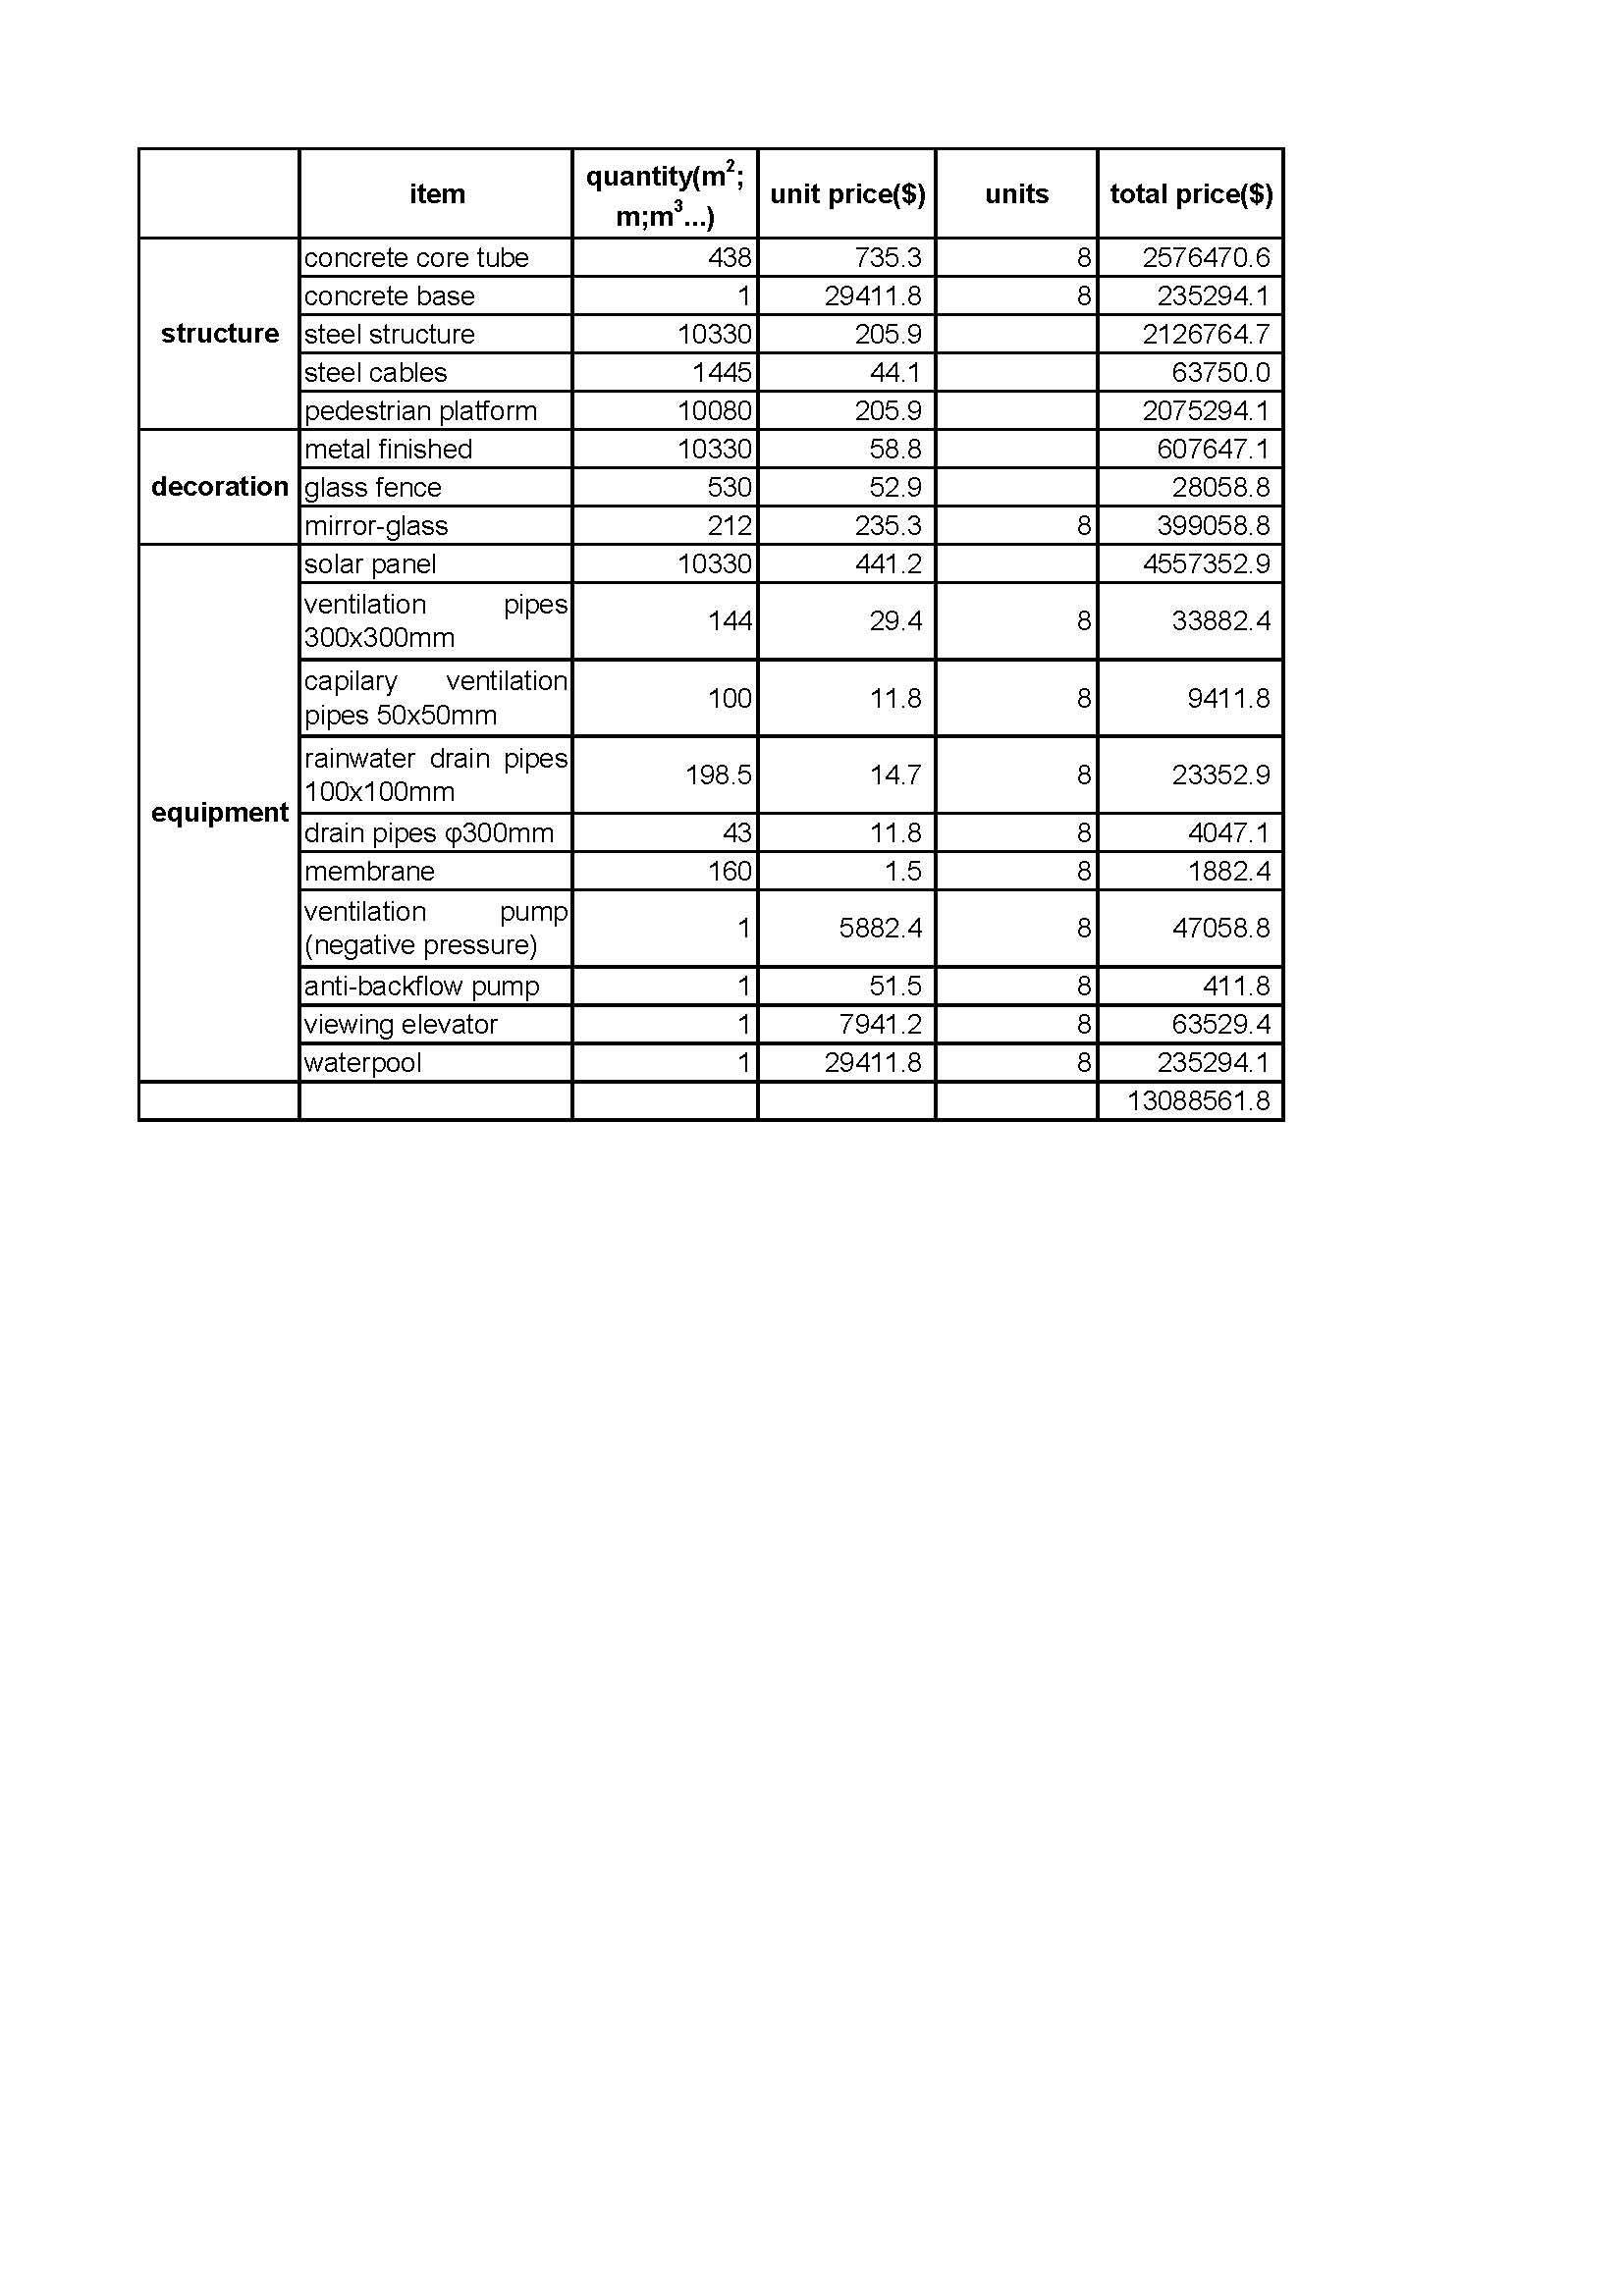 item quantity(m²; m;m³...) unit price($) units total price($)
structure
concrete core tube 438 735.3 8 2576470.6
concrete base 1 29411.8 8 235294.1
steel structure 10330 205.9 2126764.7
steel cables 1445 44.1 63750.0
pedestrian platform 10080 205.9 2075294.1
decoration
metal finished 10330 58.8 607647.1
glass fence 530 52.9 28058.8
mirror-glass 212 235.3 8 399058.8
equipment
solar panel 10330 441.2 4557352.9
ventilation pipes 300x300mm 144 29.4 8 33882.4
capilary ventilation pipes 50x50mm 100 11.8 8 9411.8
rainwater drain pipes 100x100mm 198.5 14.7 8 23352.9
drain pipes φ300mm 43 11.8 8 4047.1
membrane 160 1.5 8 1882.4
ventilation pump (negative pressure) 1 5882.4 8 47058.8
anti-backflow pump 1 51.5 8 411.8
viewing elevator 1 7941.2 8 63529.4
waterpool 1 29411.8 8 235294.1
13088561.8